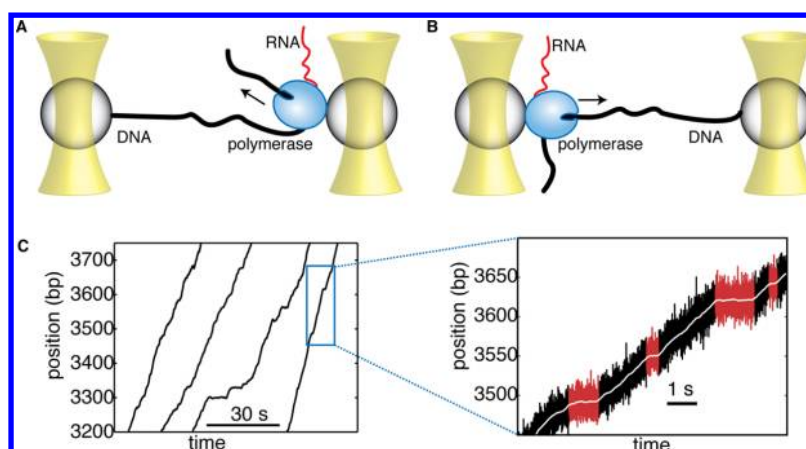 A
RNA
DNA
polymerase
B
RNA
polymerase
DNA
C
position (bp)
3700
3600
3500
3400
3300
3200
30 s
time
position (bp)
3650
3600
3550
3500
1 s
time